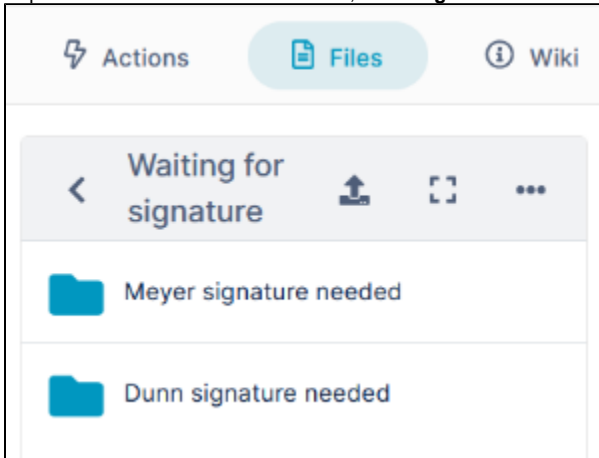 Actions Files Wiki
Waiting for
signature
Meyer signature needed
Dunn signature needed